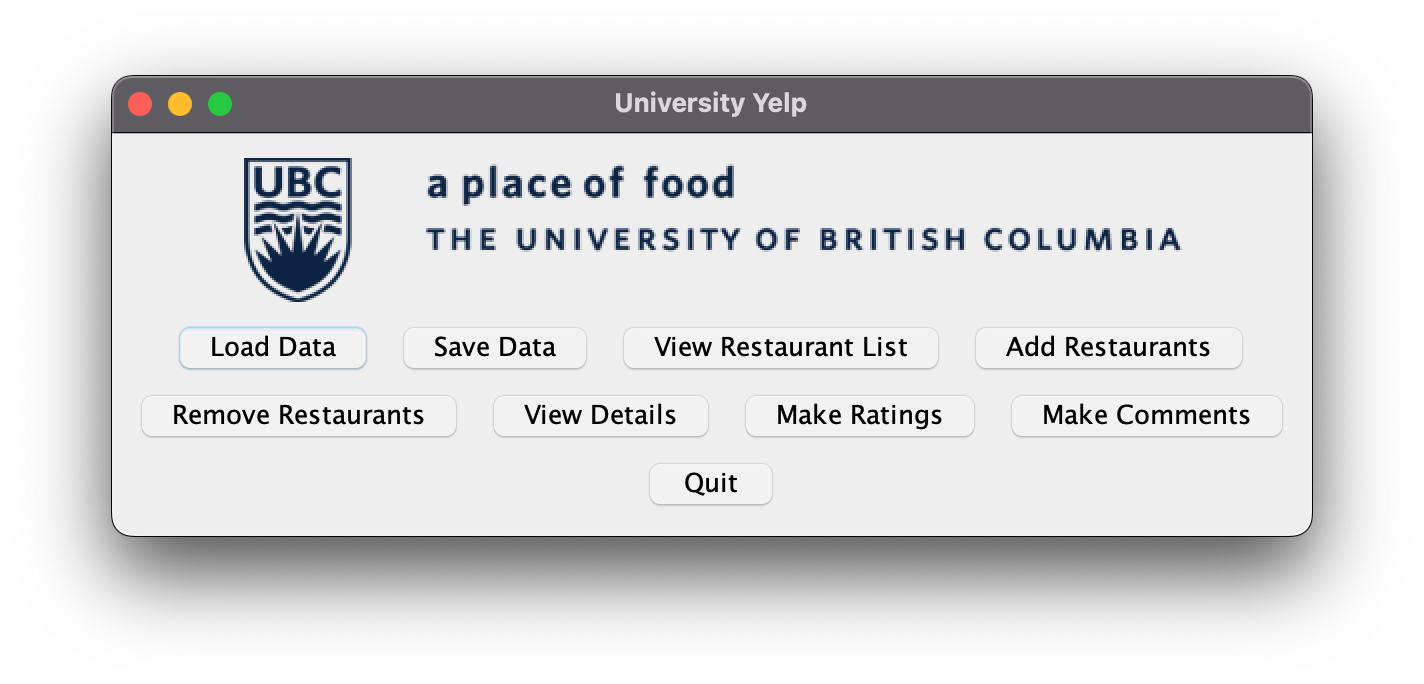 University Yelp
UBC
a place of food
THE UNIVERSITY OF BRITISH COLUMBIA
Load Data Save Data View Restaurant List Add Restaurants
Remove Restaurants View Details Make Ratings Make Comments
Quit